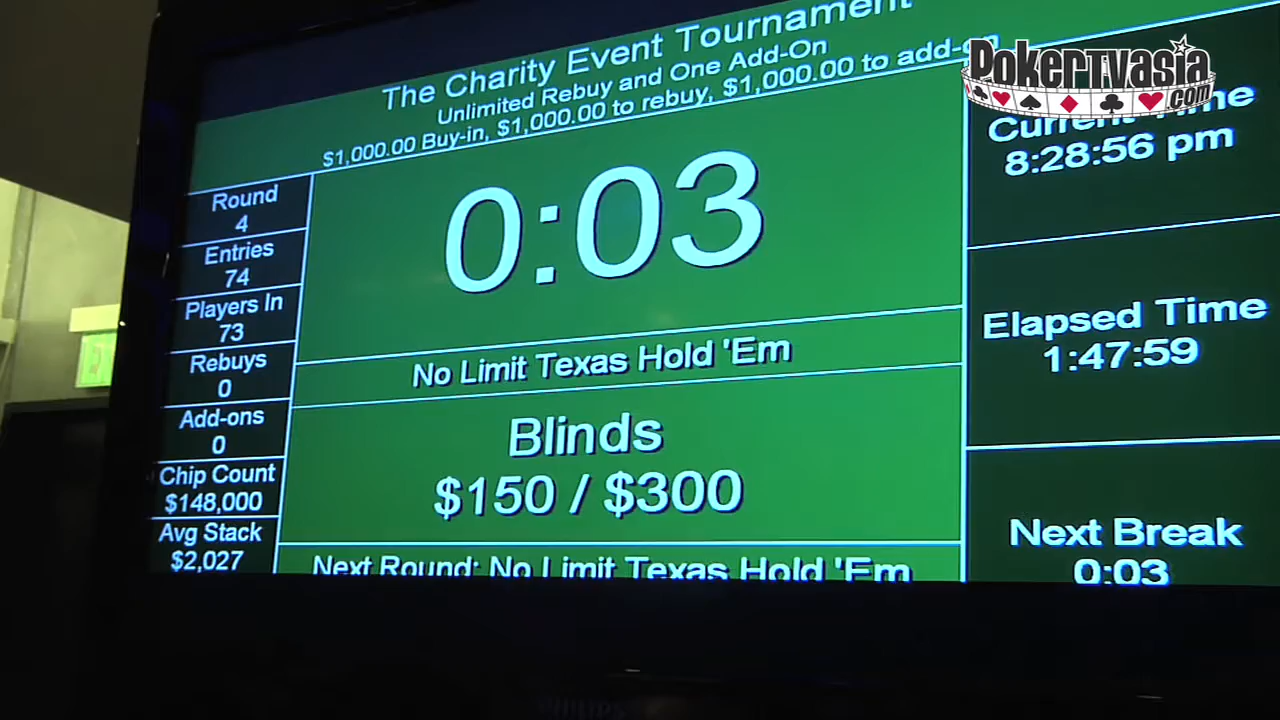 The Charity Event Tournament
Unlimited Rebuy and One Add-On
$1,000.00 Buy-in, $1,000.00 to rebuy, $1,000.00 to add-on
PokerTVasia
.com
Round
4
Entries
74
Players In
73
Rebuys
0
Add-ons
0
Chip Count
$148,000
Avg Stack
$2,027
0:03
No Limit Texas Hold 'Em
Blinds
$150 / $300
Next Round: No Limit Texas Hold 'Em
Current Time
8:28:56 pm
Elapsed Time
1:47:59
Next Break
0:03
PHILIPS